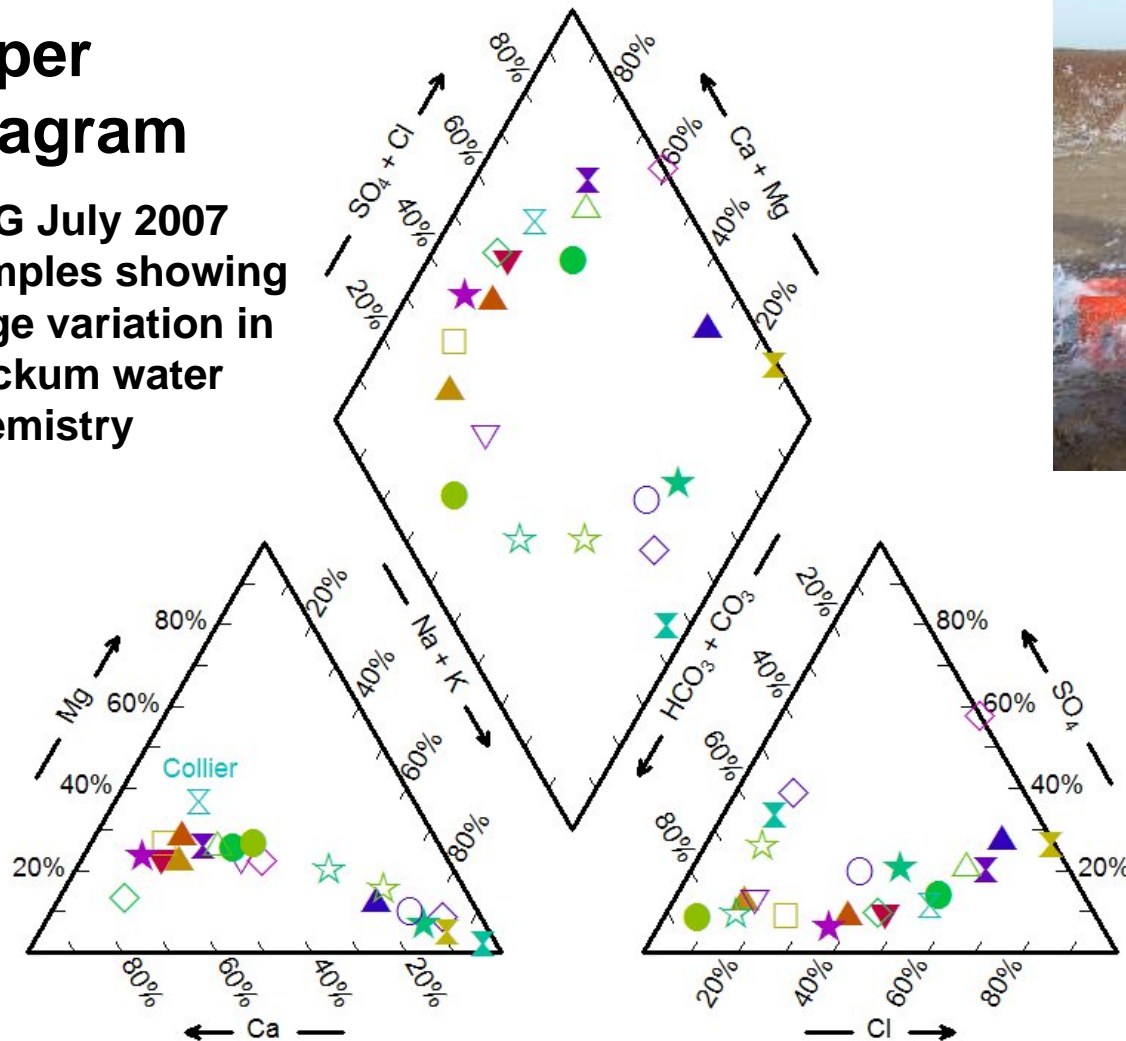 per
agram
G July 2007
mples showing
ge variation in
ckum water
emistry
80%
80%
SO₄ + Cl
60%
60%
Ca + Mg
40%
40%
20%
20%
Na + K
HCO₃ + CO₃
Mg
80%
60%
40%
20%
20%
40%
60%
80%
Collier
80%
60%
40%
20%
Ca
20%
40%
60%
80%
80%
60%
40%
20%
SO₄
20%
40%
60%
80%
Cl